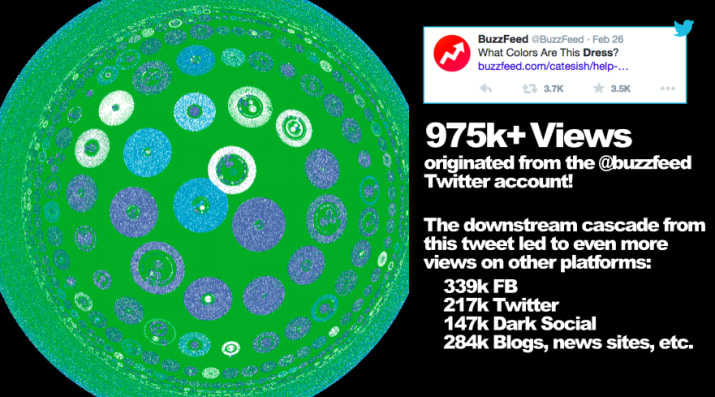 BuzzFeed @BuzzFeed · Feb 26
What Colors Are This Dress?
buzzfeed.com/catesish/help-...
3.7K 3.5K
975k+ Views
originated from the @buzzfeed
Twitter account!
The downstream cascade from
this tweet led to even more
views on other platforms:
339k FB
217k Twitter
147k Dark Social
284k Blogs, news sites, etc.